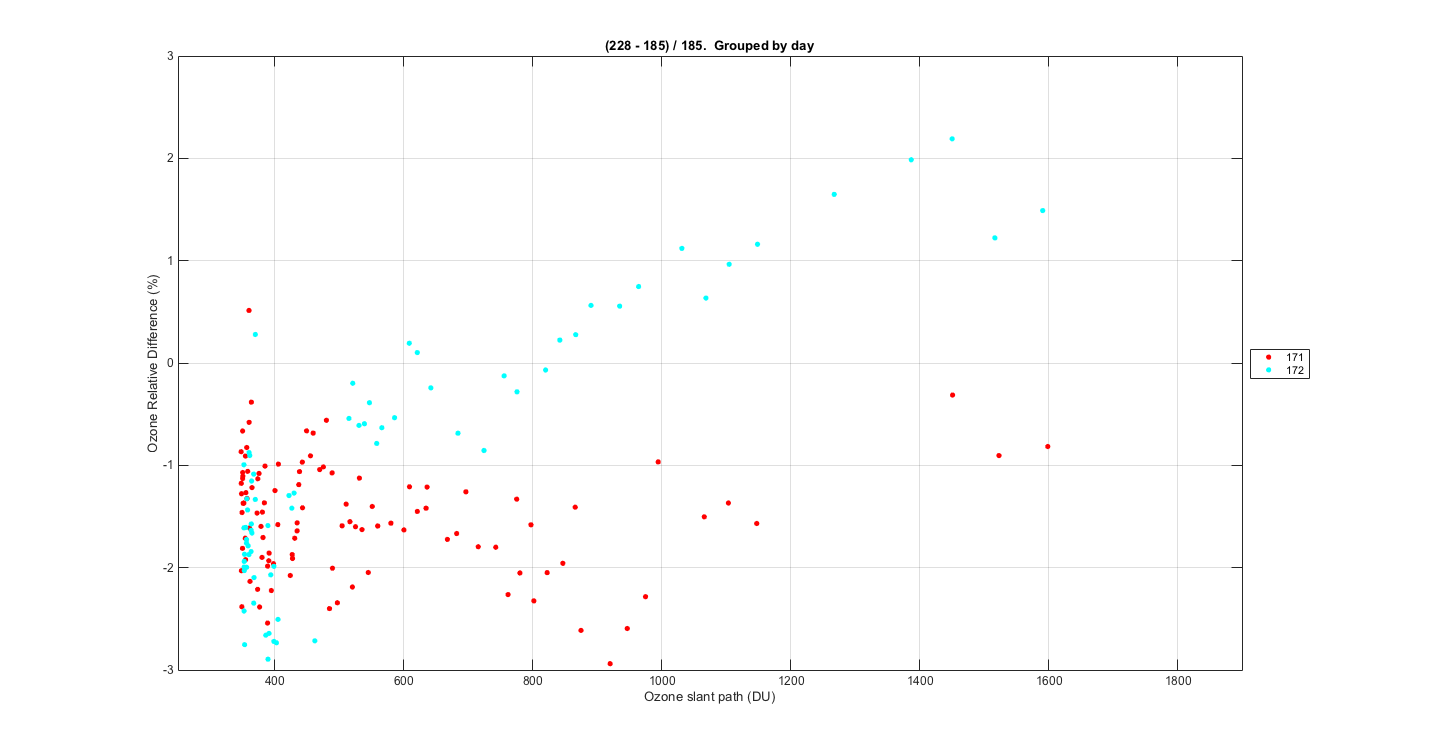 (228 - 185) / 185.  Grouped by day
3
2
1
0
-1
-2
-3
Ozone Relative Difference (%)
400 600 800 1000 1200 1400 1600 1800
Ozone slant path (DU)
171
172